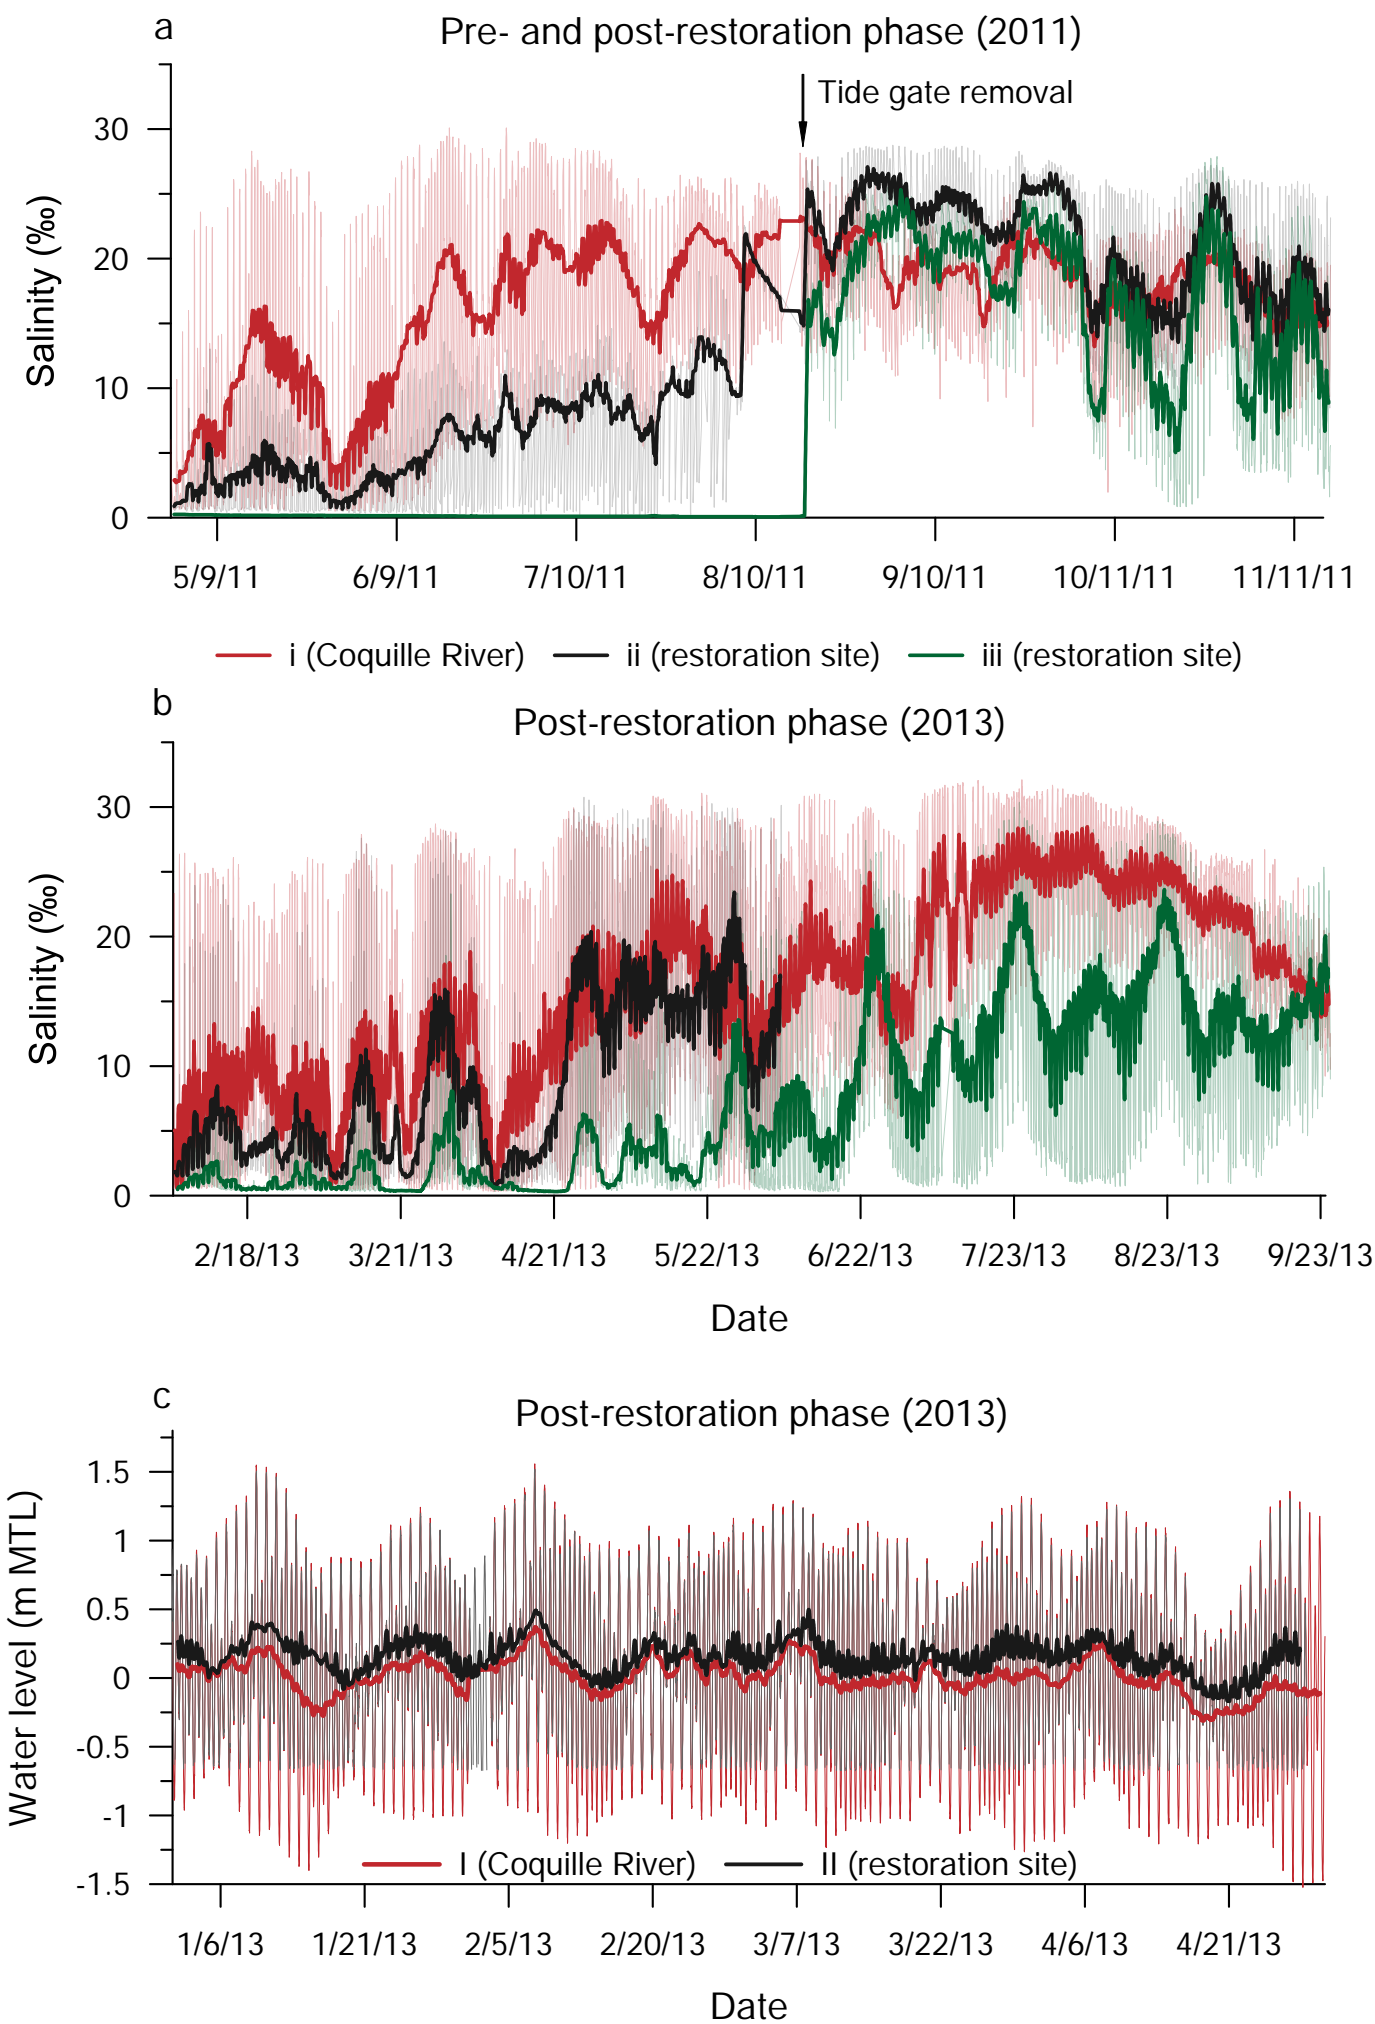 a
Pre- and post-restoration phase (2011)
Tide gate removal
Salinity (‰)
30
20
10
0
5/9/11 6/9/11 7/10/11 8/10/11 9/10/11 10/11/11 11/11/11
i (Coquille River) ii (restoration site) iii (restoration site)
b
Post-restoration phase (2013)
Salinity (‰)
30
20
10
0
2/18/13 3/21/13 4/21/13 5/22/13 6/22/13 7/23/13 8/23/13 9/23/13
Date
c
Post-restoration phase (2013)
Water level (m MTL)
1.5
1
0.5
0
-0.5
-1
-1.5
I (Coquille River) II (restoration site)
1/6/13 1/21/13 2/5/13 2/20/13 3/7/13 3/22/13 4/6/13 4/21/13
Date